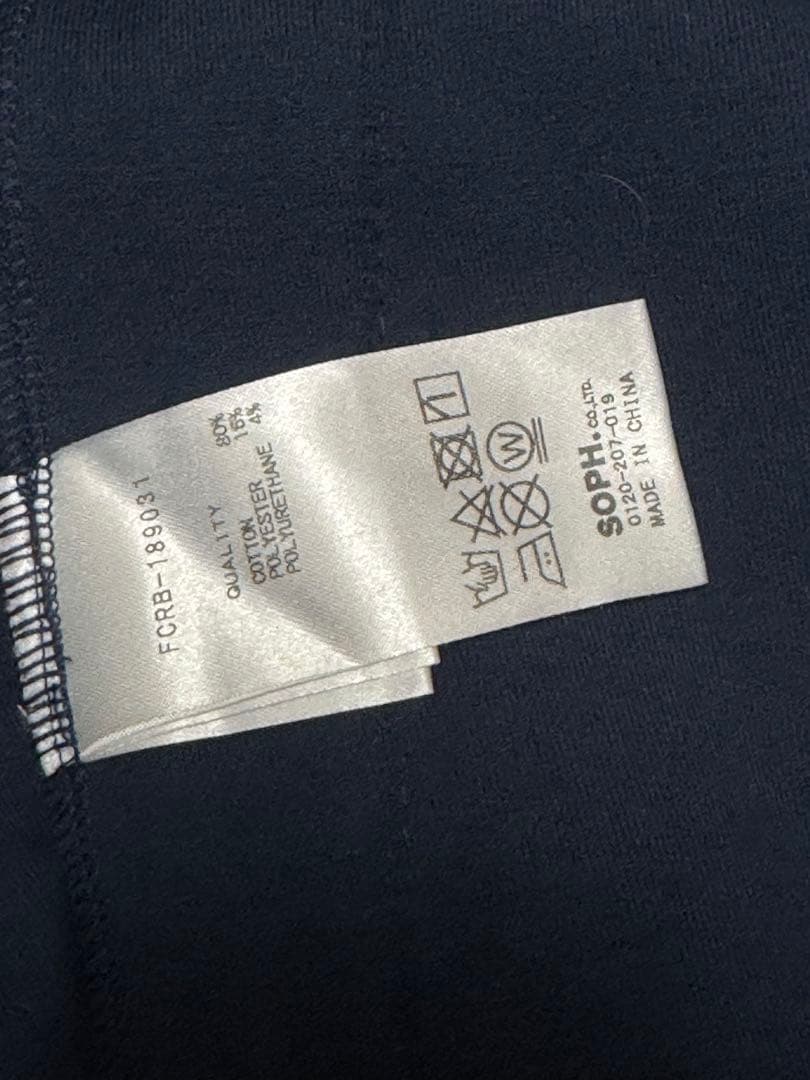 FCRB-189031
QUALITY
COTTON 80%
POLYESTER 16%
POLYURETHANE 4%
W
SOPH.CO.,LTD.
0120-207-019
MADE IN CHINA